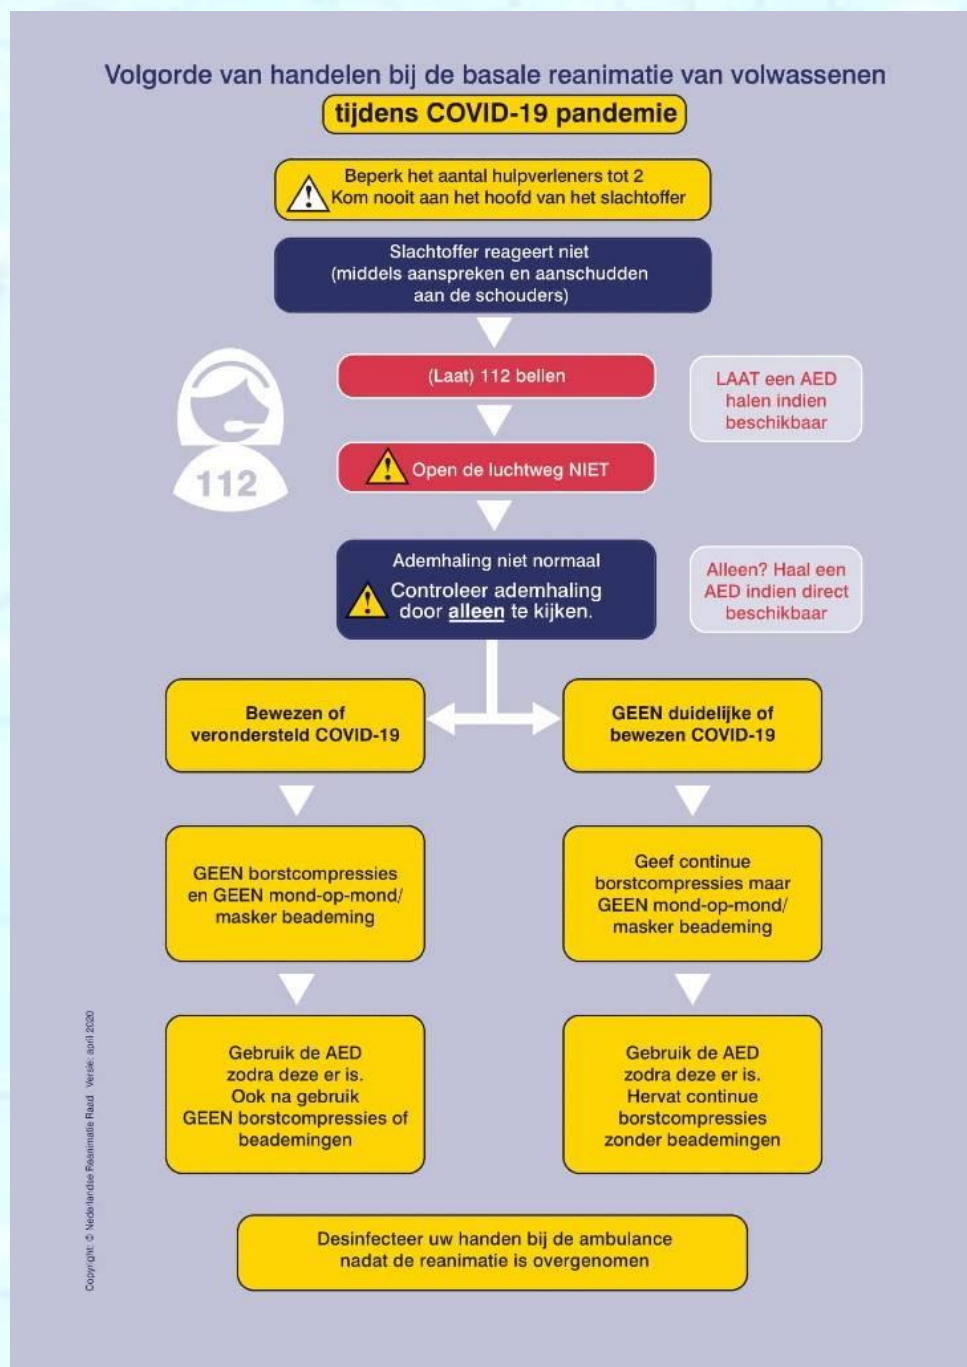 Volgorde van handelen bij de basale reanimatie van volwassenen
tijdens COVID-19 pandemie
Beperk het aantal hulpverleners tot 2
Kom nooit aan het hoofd van het slachtoffer
Slachtoffer reageert niet
(middels aanspreken en aanschudden
aan de schouders)
(Laat) 112 bellen
LAAT een AED
halen indien
beschikbaar
112
Open de luchtweg NIET
Ademhaling niet normaal
Controleer ademhaling
door alleen te kijken.
Alleen? Haal een
AED indien direct
beschikbaar
Bewezen of
verondersteld COVID-19
GEEN duidelijke of
bewezen COVID-19
GEEN borstcompressies
en GEEN mond-op-mond/
masker beademing
Geef continue
borstcompressies maar
GEEN mond-op-mond/
masker beademing
Gebruik de AED
zodra deze er is.
Ook na gebruik
GEEN borstcompressies of
beademingen
Gebruik de AED
zodra deze er is.
Hervat continue
borstcompressies
zonder beademingen
Desinfecteer uw handen bij de ambulance
nadat de reanimatie is overgenomen
Copyright: © Nederlandse Reanimatie Raad Versie: april 2020